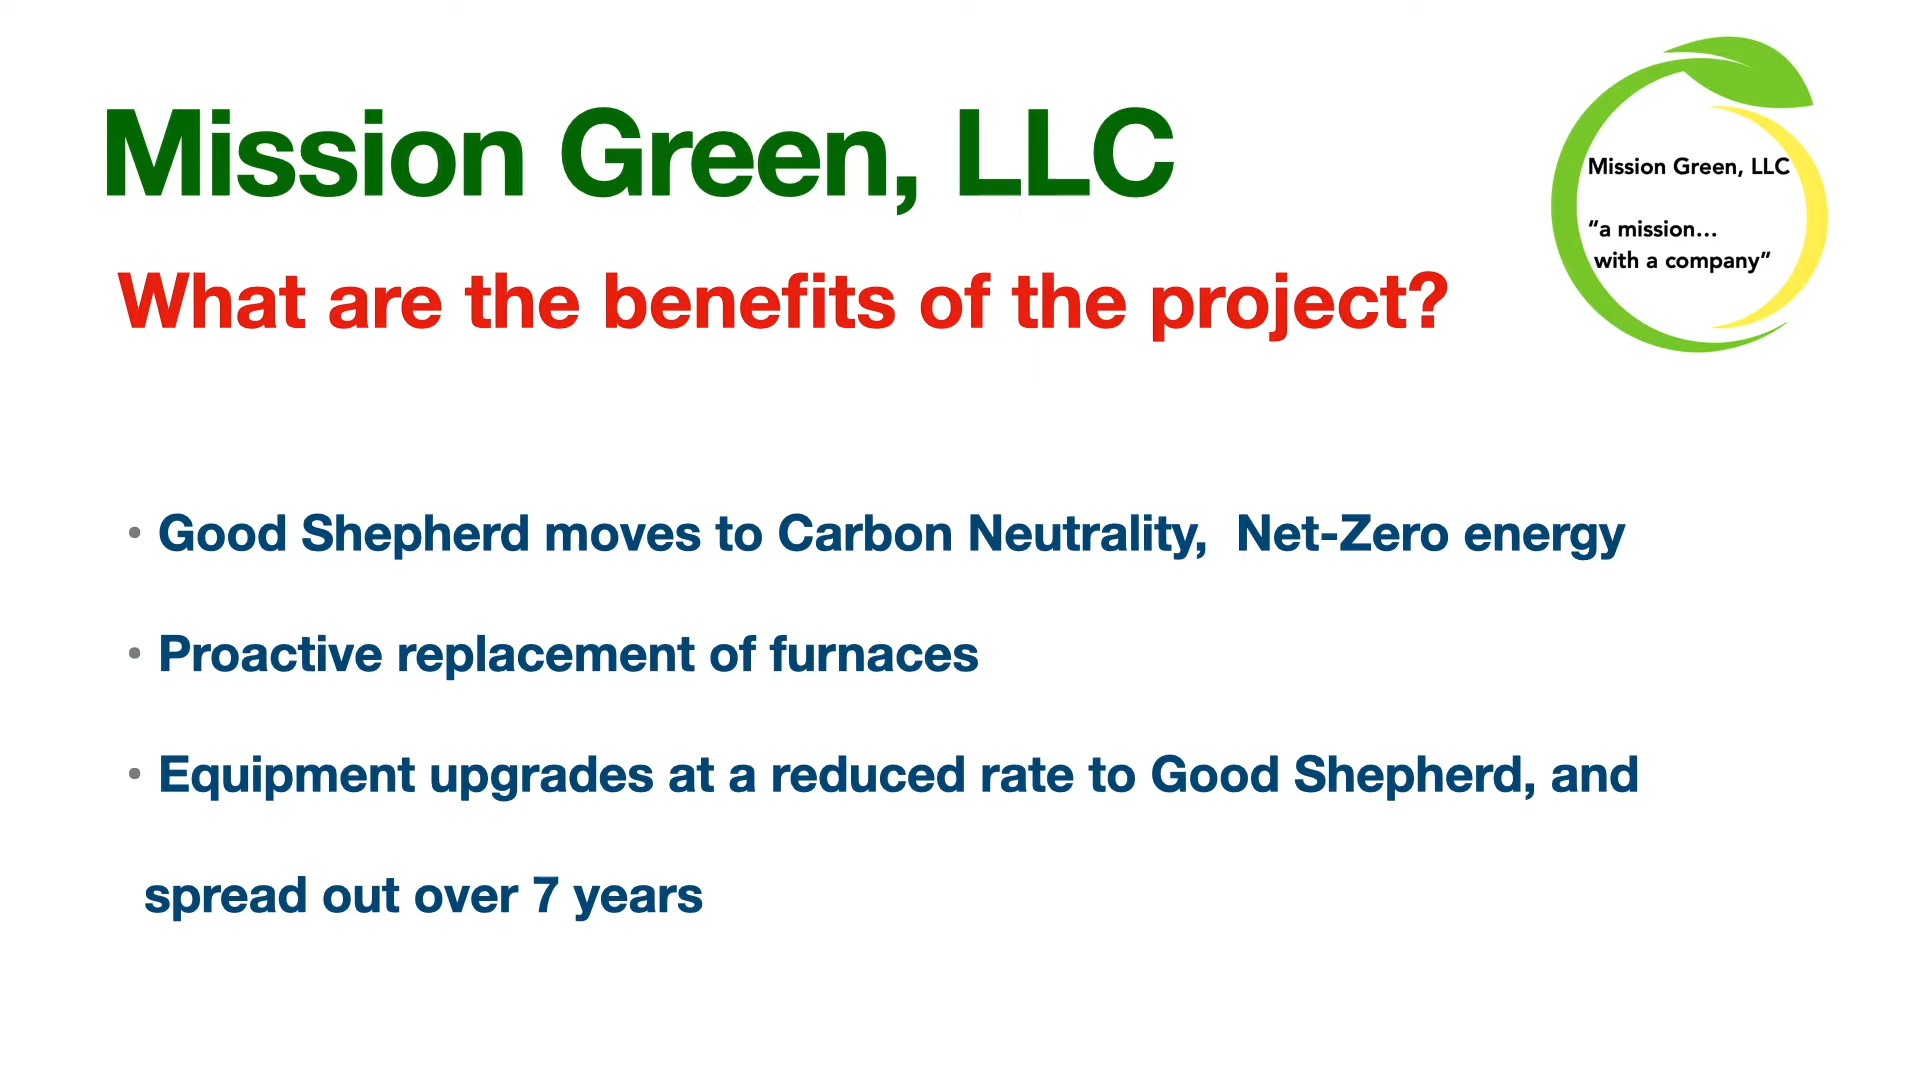 Mission Green, LLC
What are the benefits of the project?
Mission Green, LLC
“a mission…
with a company”
• Good Shepherd moves to Carbon Neutrality,  Net-Zero energy
• Proactive replacement of furnaces
• Equipment upgrades at a reduced rate to Good Shepherd, and
spread out over 7 years